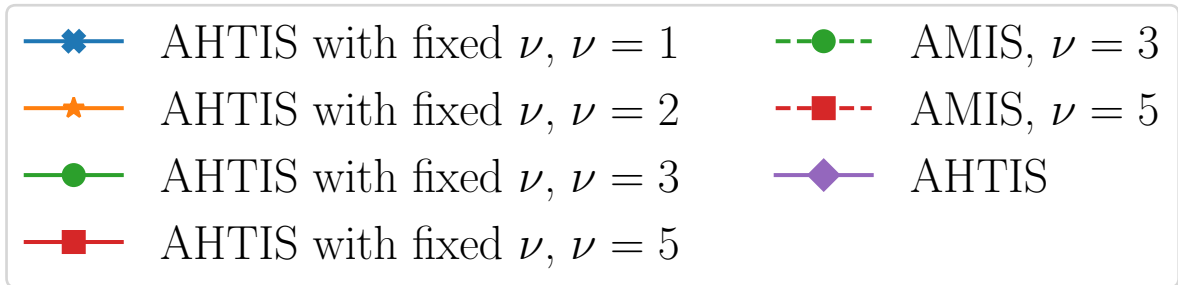 AHTIS with fixed ν, ν = 1
AHTIS with fixed ν, ν = 2
AHTIS with fixed ν, ν = 3
AHTIS with fixed ν, ν = 5
AMIS, ν = 3
AMIS, ν = 5
AHTIS